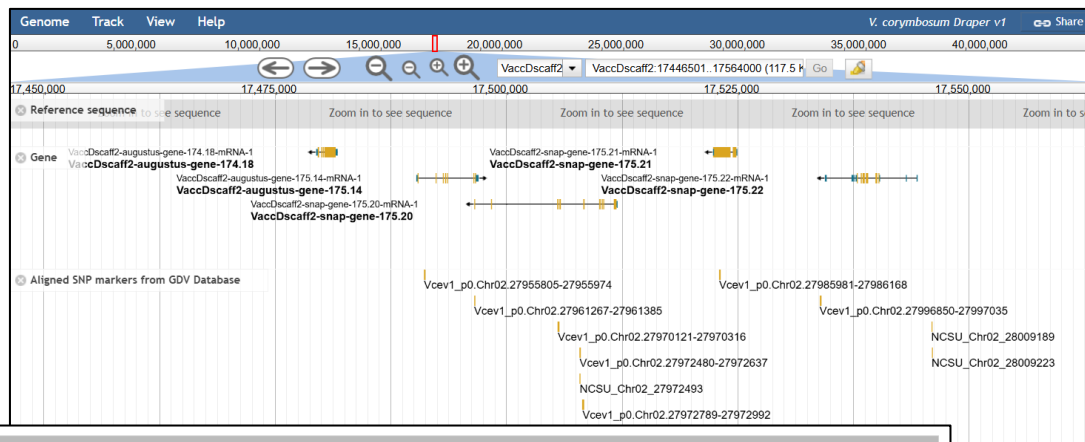 Genome Track View Help V. corymbosum Draper v1 Share
0 5,000,000 10,000,000 15,000,000 20,000,000 25,000,000 30,000,000 35,000,000 40,000,000
VaccDscaff2 VaccDscaff2:17446501..17564000 (117.5 K Go
17,450,000 17,475,000 17,500,000 17,525,000 17,550,000
Reference sequence to see sequence Zoom in to see sequence Zoom in to see sequence Zoom in to see sequence Zoom in to s
Gene
VaccDscaff2-augustus-gene-174.18-mRNA-1 VaccDscaff2-snap-gene-175.21-mRNA-1
VaccDscaff2-augustus-gene-174.18 VaccDscaff2-snap-gene-175.21
VaccDscaff2-augustus-gene-175.14-mRNA-1 VaccDscaff2-snap-gene-175.22-mRNA-1
VaccDscaff2-augustus-gene-175.14 VaccDscaff2-snap-gene-175.22
VaccDscaff2-snap-gene-175.20-mRNA-1
VaccDscaff2-snap-gene-175.20
Aligned SNP markers from GDV Database
Vcev1_p0.Chr02.27955805-27955974 Vcev1_p0.Chr02.27985981-27986168
Vcev1_p0.Chr02.27961267-27961385 Vcev1_p0.Chr02.27996850-27997035
Vcev1_p0.Chr02.27970121-27970316 NCSU_Chr02_28009189
Vcev1_p0.Chr02.27972480-27972637 NCSU_Chr02_28009223
NCSU_Chr02_27972493
Vcev1_p0.Chr02.27972789-27972992